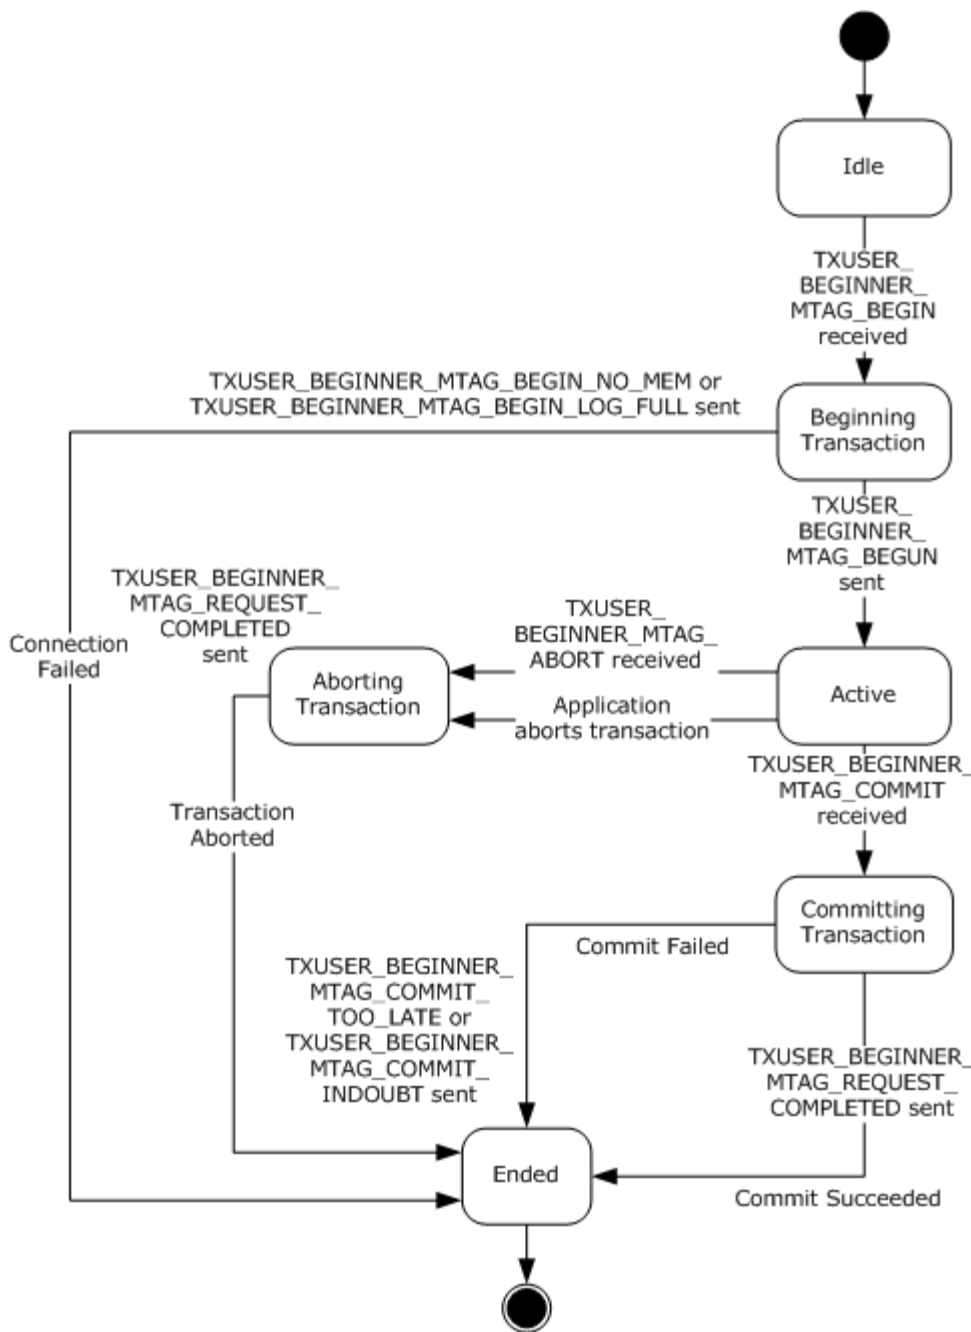 Idle
TXUSER_
BEGINNER_
MTAG_BEGIN
received
TXUSER_BEGINNER_MTAG_BEGIN_NO_MEM or
TXUSER_BEGINNER_MTAG_BEGIN_LOG_FULL sent
Beginning
Transaction
TXUSER_
BEGINNER_
MTAG_BEGUN
sent
TXUSER_BEGINNER_
MTAG_REQUEST_
COMPLETED
sent
TXUSER_
BEGINNER_MTAG_
ABORT received
Connection
Failed
Aborting
Transaction
Application
aborts transaction
Active
TXUSER_BEGINNER_
MTAG_COMMIT
received
Transaction
Aborted
Committing
Transaction
Commit Failed
TXUSER_BEGINNER_
MTAG_COMMIT_
TOO_LATE or
TXUSER_BEGINNER_
MTAG_COMMIT_
INDOUBT sent
TXUSER_BEGINNER_
MTAG_REQUEST_
COMPLETED sent
Ended
Commit Succeeded